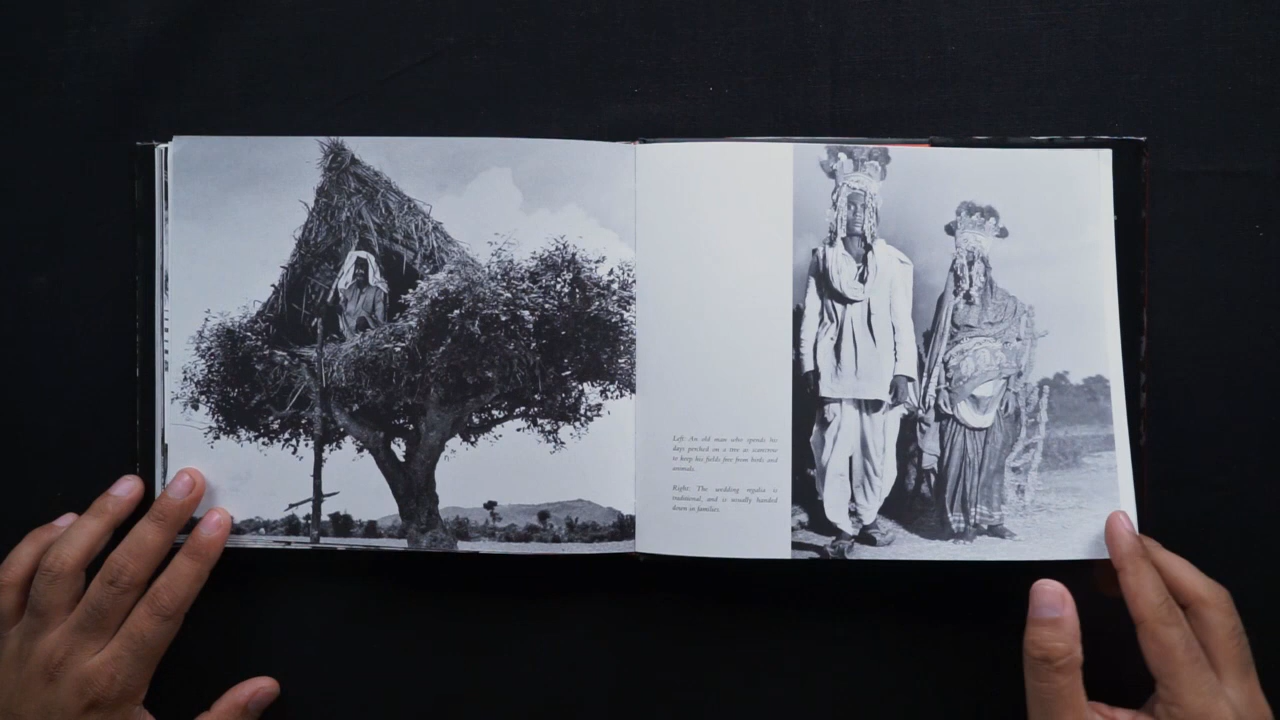 Left: An old man who spends his
days perched on a tree as scarecrow
to keep his fields free from birds and
animals.
Right: The wedding regalia is
traditional, and is usually handed
down in families.